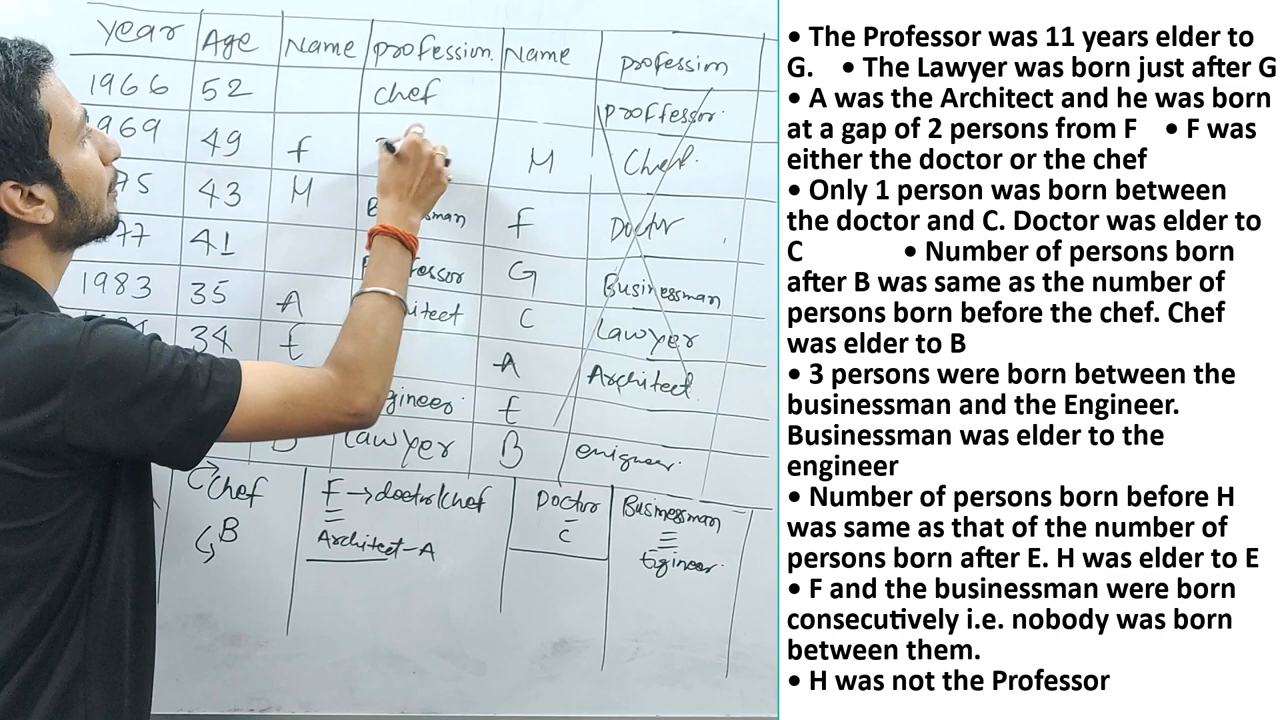 Year Age Name profession. Name profession
1966 52 chef proffessor.
969 49 f H Chef.
75 43 H F Doctor
77 41 G Businessman
1983 35 A C lawyer
34 E A Architect
gineer. E
lawyer B enigneer.
Chef F → doctor/chef Doctor Businessman
B Architect-A C Engineer.
• The Professor was 11 years elder to
G. • The Lawyer was born just after G
• A was the Architect and he was born
at a gap of 2 persons from F • F was
either the doctor or the chef
• Only 1 person was born between
the doctor and C. Doctor was elder to
C • Number of persons born
after B was same as the number of
persons born before the chef. Chef
was elder to B
• 3 persons were born between the
businessman and the Engineer.
Businessman was elder to the
engineer
• Number of persons born before H
was same as that of the number of
persons born after E. H was elder to E
• F and the businessman were born
consecutively i.e. nobody was born
between them.
• H was not the Professor